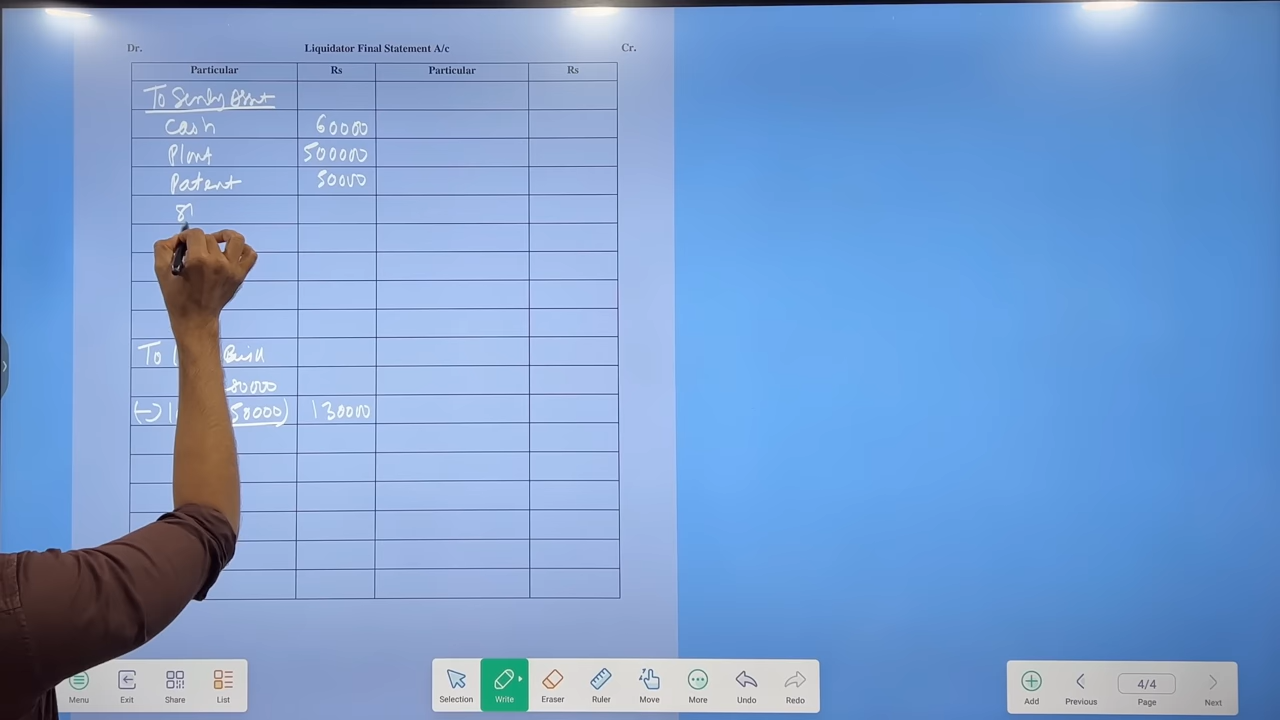 Dr. Liquidator Final Statement A/c Cr.
Particular Rs Particular Rs
To Sundry Asset
Cash 60000
Plant 500000
Patent 50000
To Build
80000
(-) 50000) 130000
Menu Exit Share List Selection Write Eraser Ruler Move More Undo Redo Add Previous 4/4 Page Next